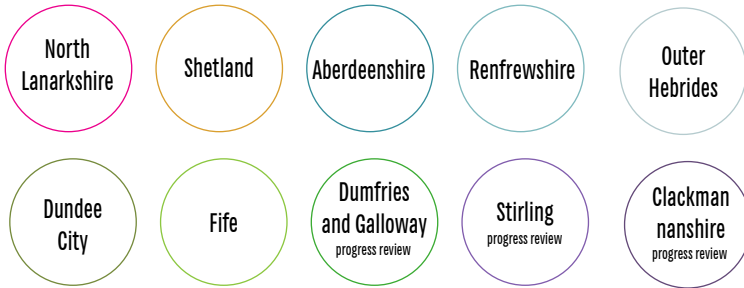 North
Lanarkshire
Shetland
Aberdeenshire
Renfrewshire
Outer
Hebrides
Dundee
City
Fife
Dumfries
and Galloway
progress review
Stirling
progress review
Clackman
nanshire
progress review